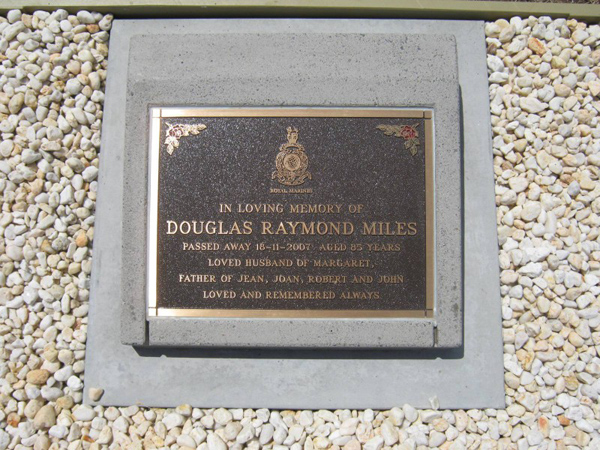 ROYAL MARINES
IN LOVING MEMORY OF
DOUGLAS RAYMOND MILES
PASSED AWAY 18-11-2007 AGED 85 YEARS
LOVED HUSBAND OF MARGARET,
FATHER OF JEAN, JOAN, ROBERT AND JOHN
LOVED AND REMEMBERED ALWAYS